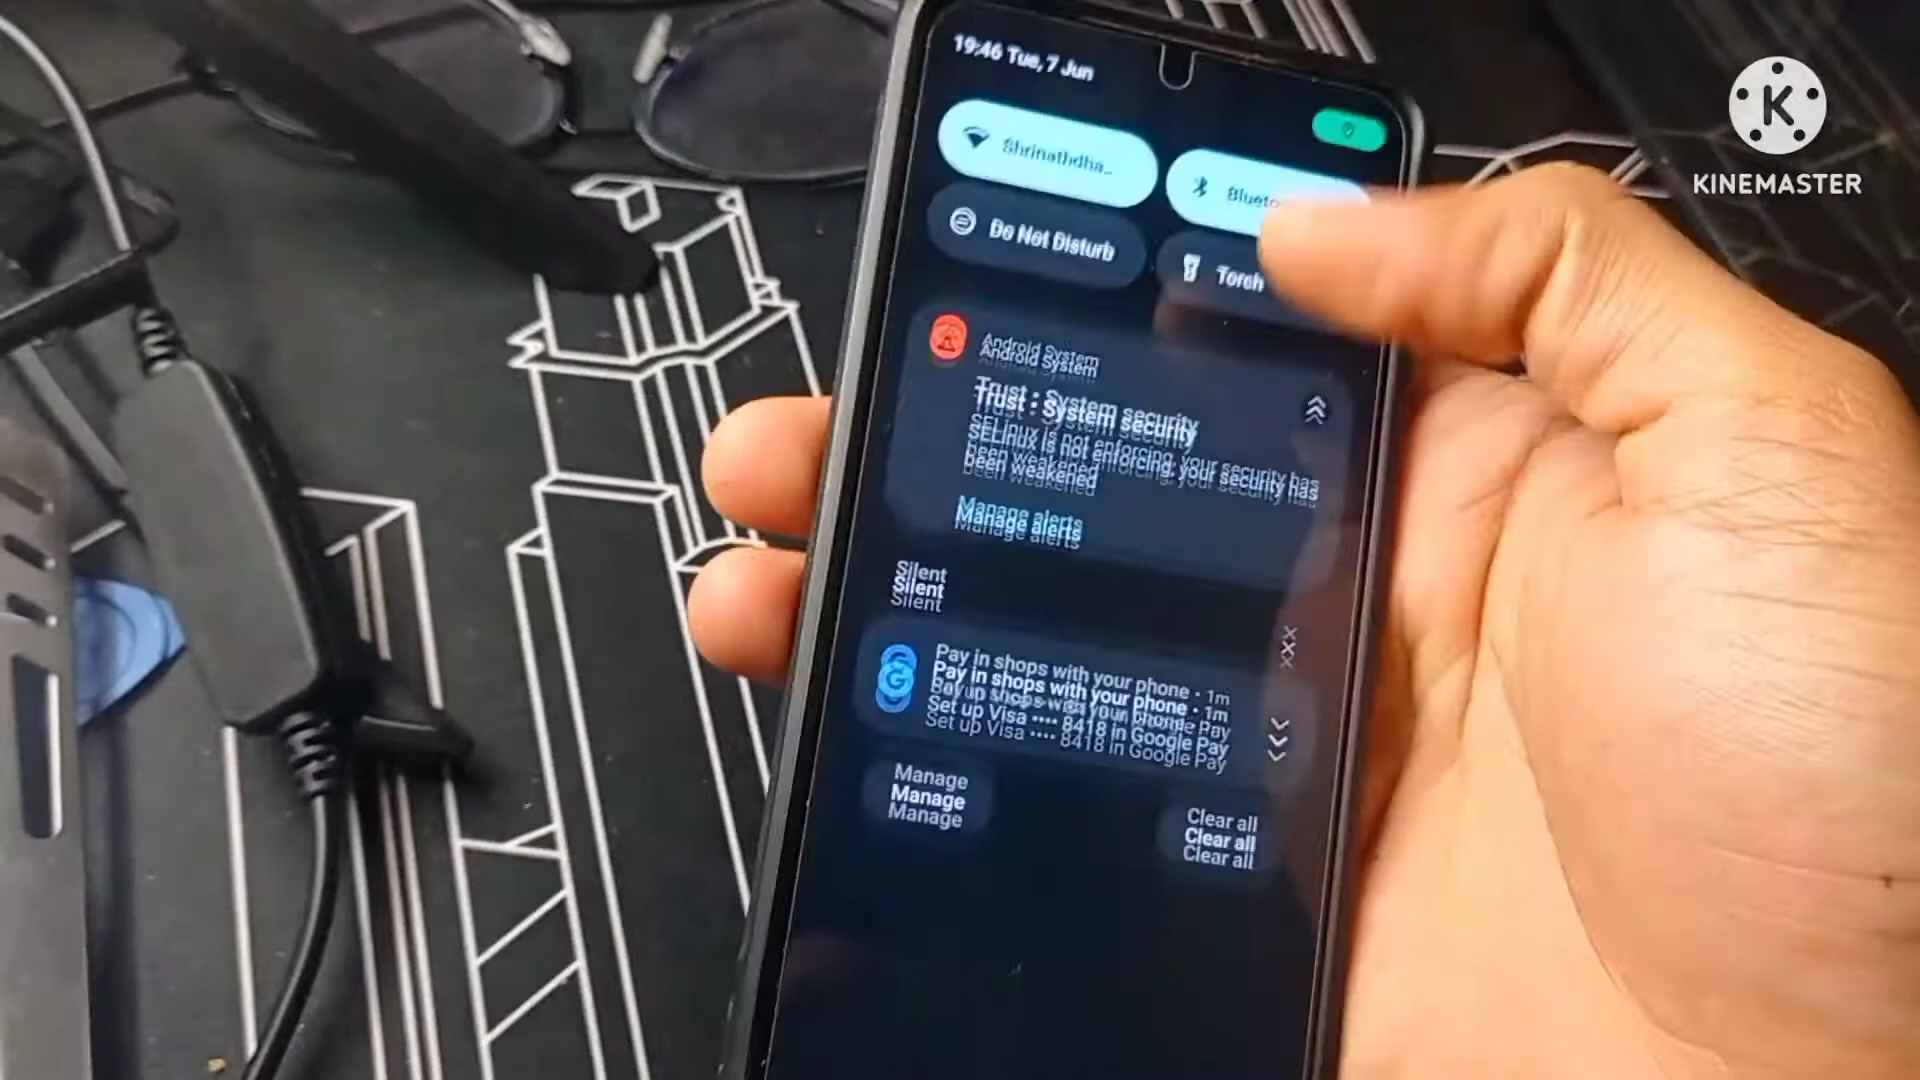 19:46 Tue, 7 Jun
KINEMASTER
Shrinathdha...
Bluetoo
Do Not Disturb
Torch
Android System
Trust : System security
SELinux is not enforcing, your security has
been weakened
Manage alerts
Silent
Pay in shops with your phone • 1m
Set up Visa •••• 8418 in Google Pay
Manage
Clear all